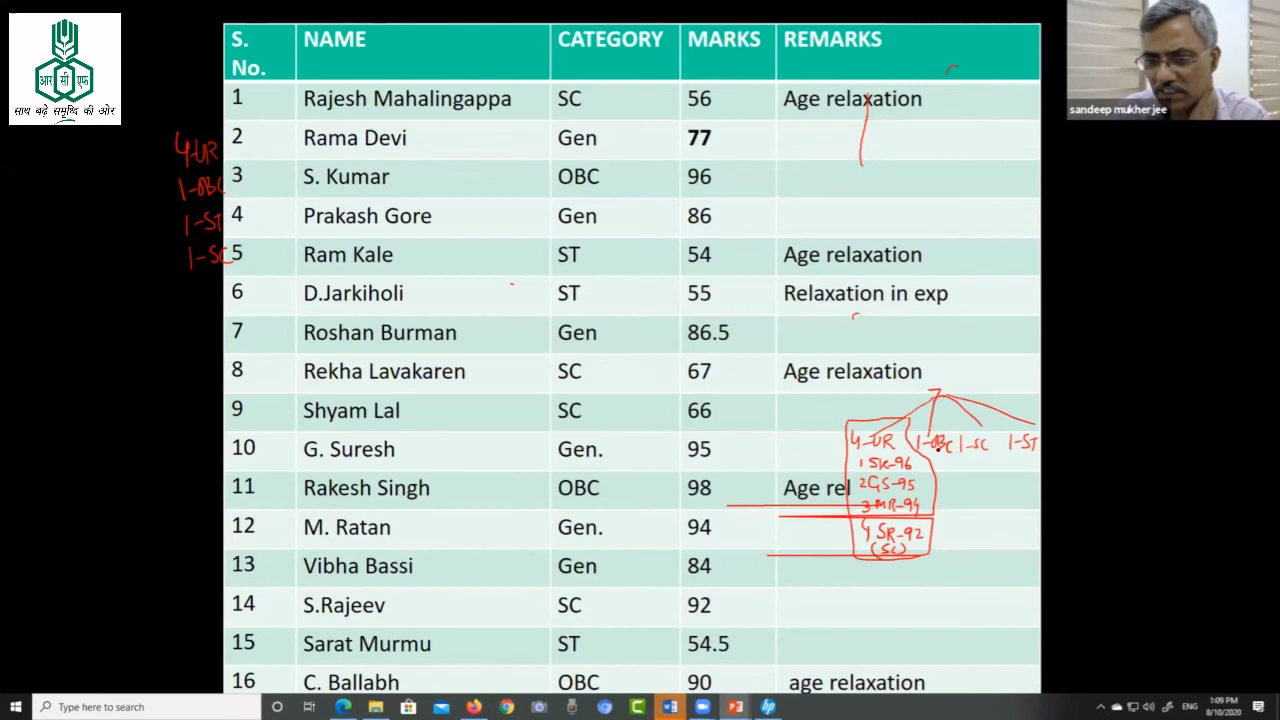 आर सी एफ
साथ बढ़े समृध्दि की ओर
S. No. NAME CATEGORY MARKS REMARKS
1 Rajesh Mahalingappa SC 56 Age relaxation
2 Rama Devi Gen 77
3 S. Kumar OBC 96
4 Prakash Gore Gen 86
5 Ram Kale ST 54 Age relaxation
6 D.Jarkiholi ST 55 Relaxation in exp
7 Roshan Burman Gen 86.5
8 Rekha Lavakaren SC 67 Age relaxation
9 Shyam Lal SC 66
10 G. Suresh Gen. 95
11 Rakesh Singh OBC 98 Age rel
12 M. Ratan Gen. 94
13 Vibha Bassi Gen 84
14 S.Rajeev SC 92
15 Sarat Murmu ST 54.5
16 C. Ballabh OBC 90 age relaxation
4-UR
1-OBC
1-ST
1-SC
7
4-UR 1-OBC 1-SC 1-ST
1 SK-96
2 GS-95
3 MR-94
4 SR-92
(SC)
sandeep mukherjee
Type here to search
ENG
1:09 PM
8/10/2020